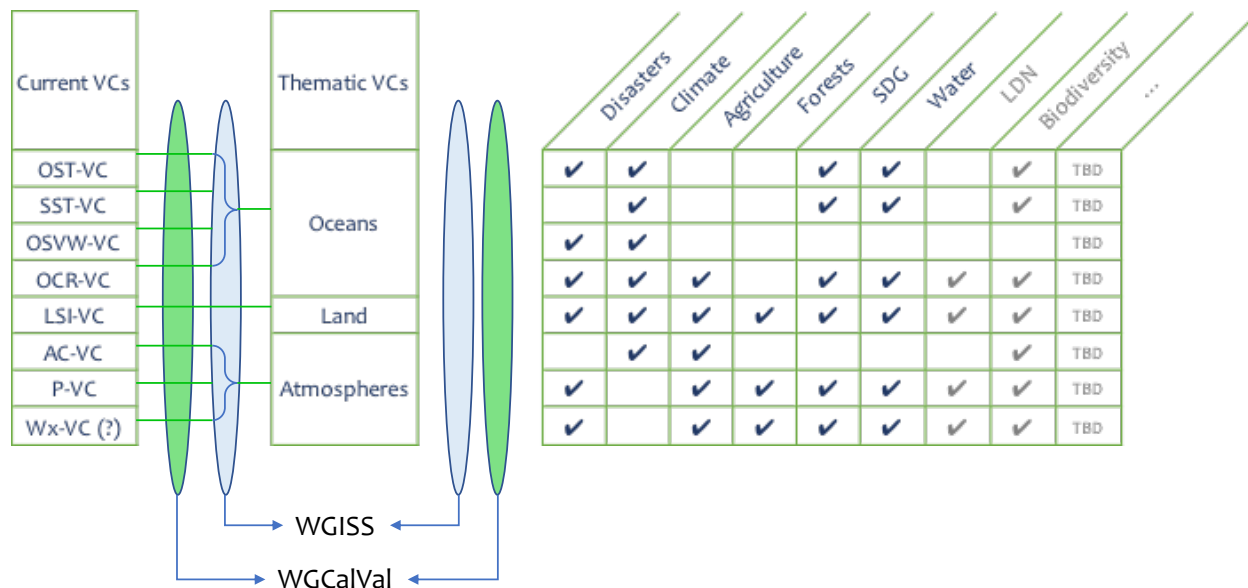 Current VCs
Thematic VCs
Disasters
Climate
Agriculture
Forests
SDG
Water
LDN
Biodiversity
...
OST-VC ✔ ✔ ✔ ✔ ✔ TBD
SST-VC ✔ ✔ ✔ ✔ TBD
Oceans
OSVW-VC ✔ ✔ TBD
OCR-VC ✔ ✔ ✔ ✔ ✔ ✔ ✔ TBD
LSI-VC Land ✔ ✔ ✔ ✔ ✔ ✔ ✔ ✔ TBD
AC-VC ✔ ✔ ✔ TBD
P-VC Atmospheres ✔ ✔ ✔ ✔ ✔ ✔ ✔ TBD
Wx-VC (?) ✔ ✔ ✔ ✔ ✔ ✔ ✔ TBD
WGISS
WGCalVal